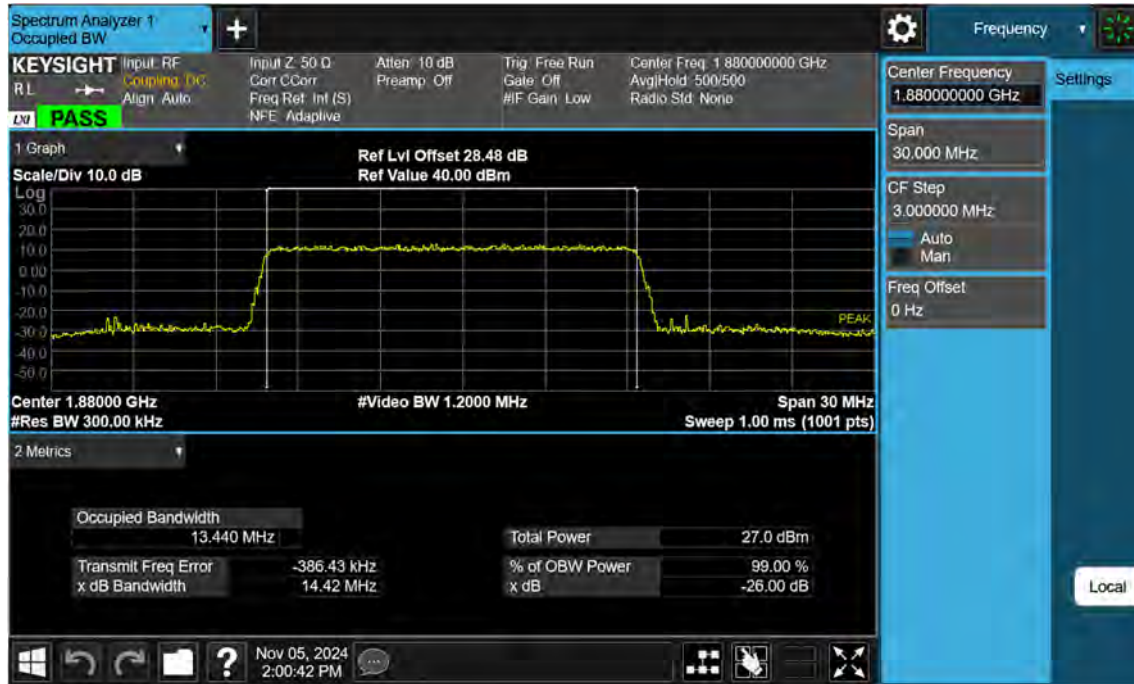 Spectrum Analyzer 1
Occupied BW
+
Frequency
KEYSIGHT
RL
LXI
PASS
Input: RF
Coupling: DC
Align: Auto
Input Z: 50 Ω
Corr CCorr
Freq Ref: Int (S)
NFE: Adaptive
Atten: 10 dB
Preamp: Off
Trig: Free Run
Gate: Off
#IF Gain: Low
Center Freq: 1.880000000 GHz
Avg|Hold: 500/500
Radio Std: None
Center Frequency
1.880000000 GHz
Settings
Span
30.000 MHz
CF Step
3.000000 MHz
Auto
Man
Freq Offset
0 Hz
1 Graph
Scale/Div 10.0 dB
Ref Lvl Offset 28.48 dB
Ref Value 40.00 dBm
Log
30.0
20.0
10.0
0.00
-10.0
-20.0
-30.0
-40.0
-50.0
PEAK
Center 1.88000 GHz
#Video BW 1.2000 MHz
Span 30 MHz
#Res BW 300.00 kHz
Sweep 1.00 ms (1001 pts)
2 Metrics
Occupied Bandwidth
13.440 MHz
Total Power 27.0 dBm
Transmit Freq Error -386.43 kHz
% of OBW Power 99.00 %
x dB Bandwidth 14.42 MHz
x dB -26.00 dB
Local
?
Nov 05, 2024
2:00:42 PM